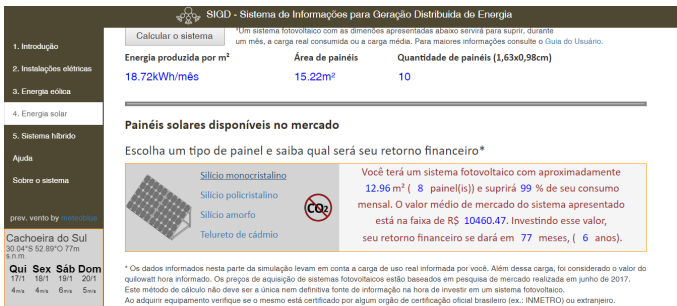 SIGD - Sistema de Informações para Geração Distribuida de Energia
1. Introdução
2. Instalações elétricas
3. Energia eólica
4. Energia solar
5. Sistema híbrido
Ajuda
Sobre o sistema
prev. vento by meteoblue
Cachoeira do Sul
30.04°S 52.89°O 77m
s.n.m.
Qui Sex Sáb Dom
17/1 18/1 19/1 20/1
4m/s 4m/s 6m/s 5m/s
Calcular o sistema
*Um sistema fotovoltaico com as dimenões apresentadas abaixo servirá para suprir, durante
um mês, a carga real consumida ou a carga média. Para maiores informações consulte o Guia do Usuário.
Energia produzida por m² Área de painéis Quantidade de painéis (1,63x0,98cm)
18.72kWh/mês 15.22m² 10
Painéis solares disponíveis no mercado
Escolha um tipo de painel e saiba qual será seu retorno financeiro*
Silício monocristalino
Silício policristalino
Silício amorfo
Telureto de cádmio
CO2
Você terá um sistema fotovoltaico com aproximadamente
12.96 m² ( 8 painel(is)) e suprirá 99 % de seu consumo
mensal. O valor médio de mercado do sistema apresentado
está na faixa de R$ 10460.47. Investindo esse valor,
seu retorno financeiro se dará em 77 meses, ( 6 anos).
* Os dados informados nesta parte da simulação levam em conta a carga de uso real informada por você. Além dessa carga, foi considerado o valor do
quilowatt hora informado. Os preços de aquisição de sistemas fotovoltaicos estão baseados em pesquisa de mercado realizada em junho de 2017.
Este método de cálculo não deve ser a única nem definitiva fonte de informação na hora de investir em um sistema fotovoltaico.
Ao adquirir equipamento verifique se o mesmo está certificado por algum orgão de certificação oficial brasileiro (ex.: INMETRO) ou extrangeiro.